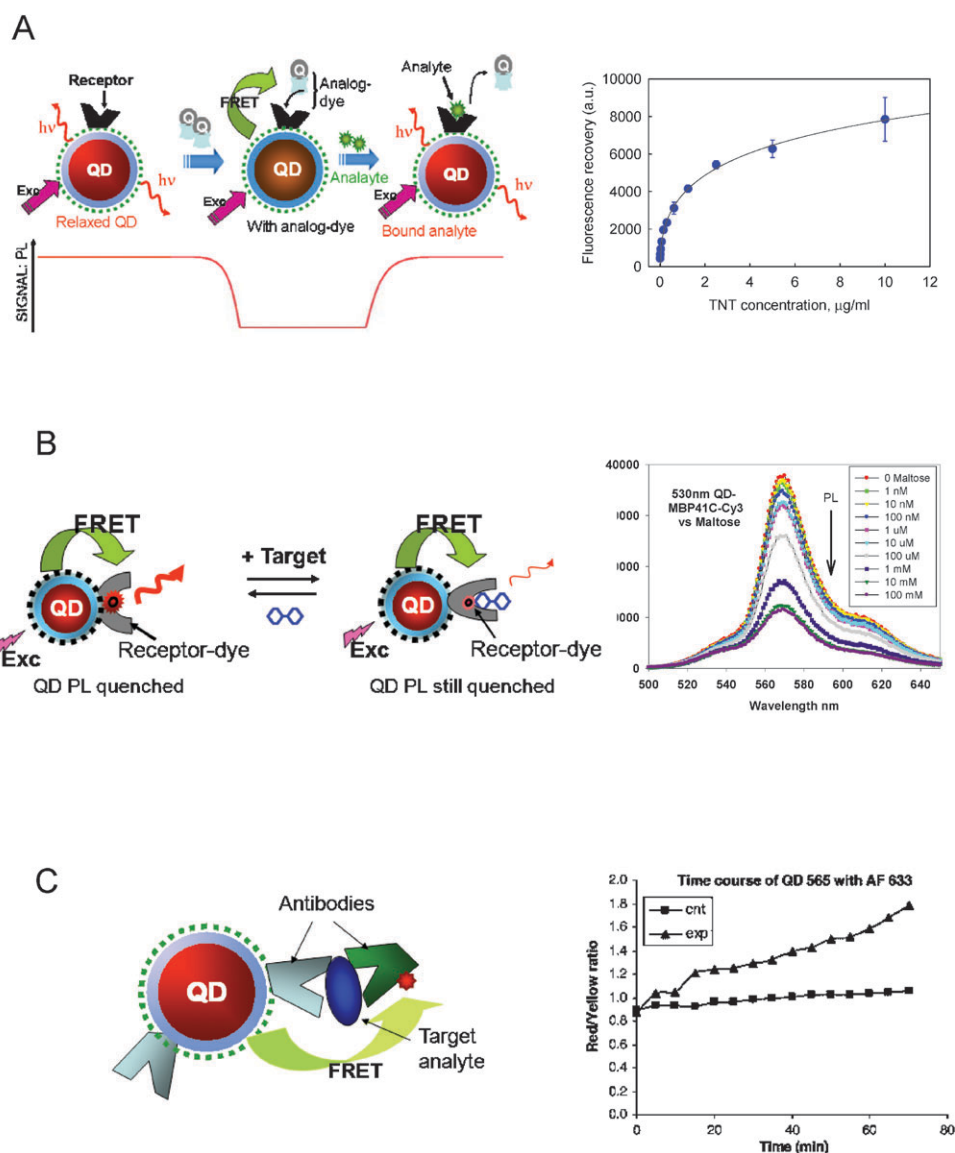 A
Receptor
hν
QD
Exc
hν
Relaxed QD
Q
Q
FRET
Q
Analog-
dye
QD
Exc
With analog-dye
Analayte
Analyte
Q
hν
QD
Exc
hν
Bound analyte
SIGNAL: PL
Fluorescence recovery (a.u.)
10000
8000
6000
4000
2000
0
0 2 4 6 8 10 12
TNT concentration, µg/ml
B
FRET
QD
Exc
Receptor-dye
QD PL quenched
+ Target
FRET
QD
Exc
Receptor-dye
QD PL still quenched
40000
0000
0000
0000
0
530nm QD-
MBP41C-Cy3
vs Maltose
PL
0 Maltose
1 nM
10 nM
100 nM
1 uM
10 uM
100 uM
1 mM
10 mM
100 mM
500 520 540 560 580 600 620 640
Wavelength nm
C
Antibodies
QD
Target
analyte
FRET
Time course of QD 565 with AF 633
cnt
exp
Red/Yellow ratio
2.0
1.8
1.6
1.4
1.2
1.0
0.8
0.6
0.4
0.2
0.0
0 20 40 60 80
Time (min)